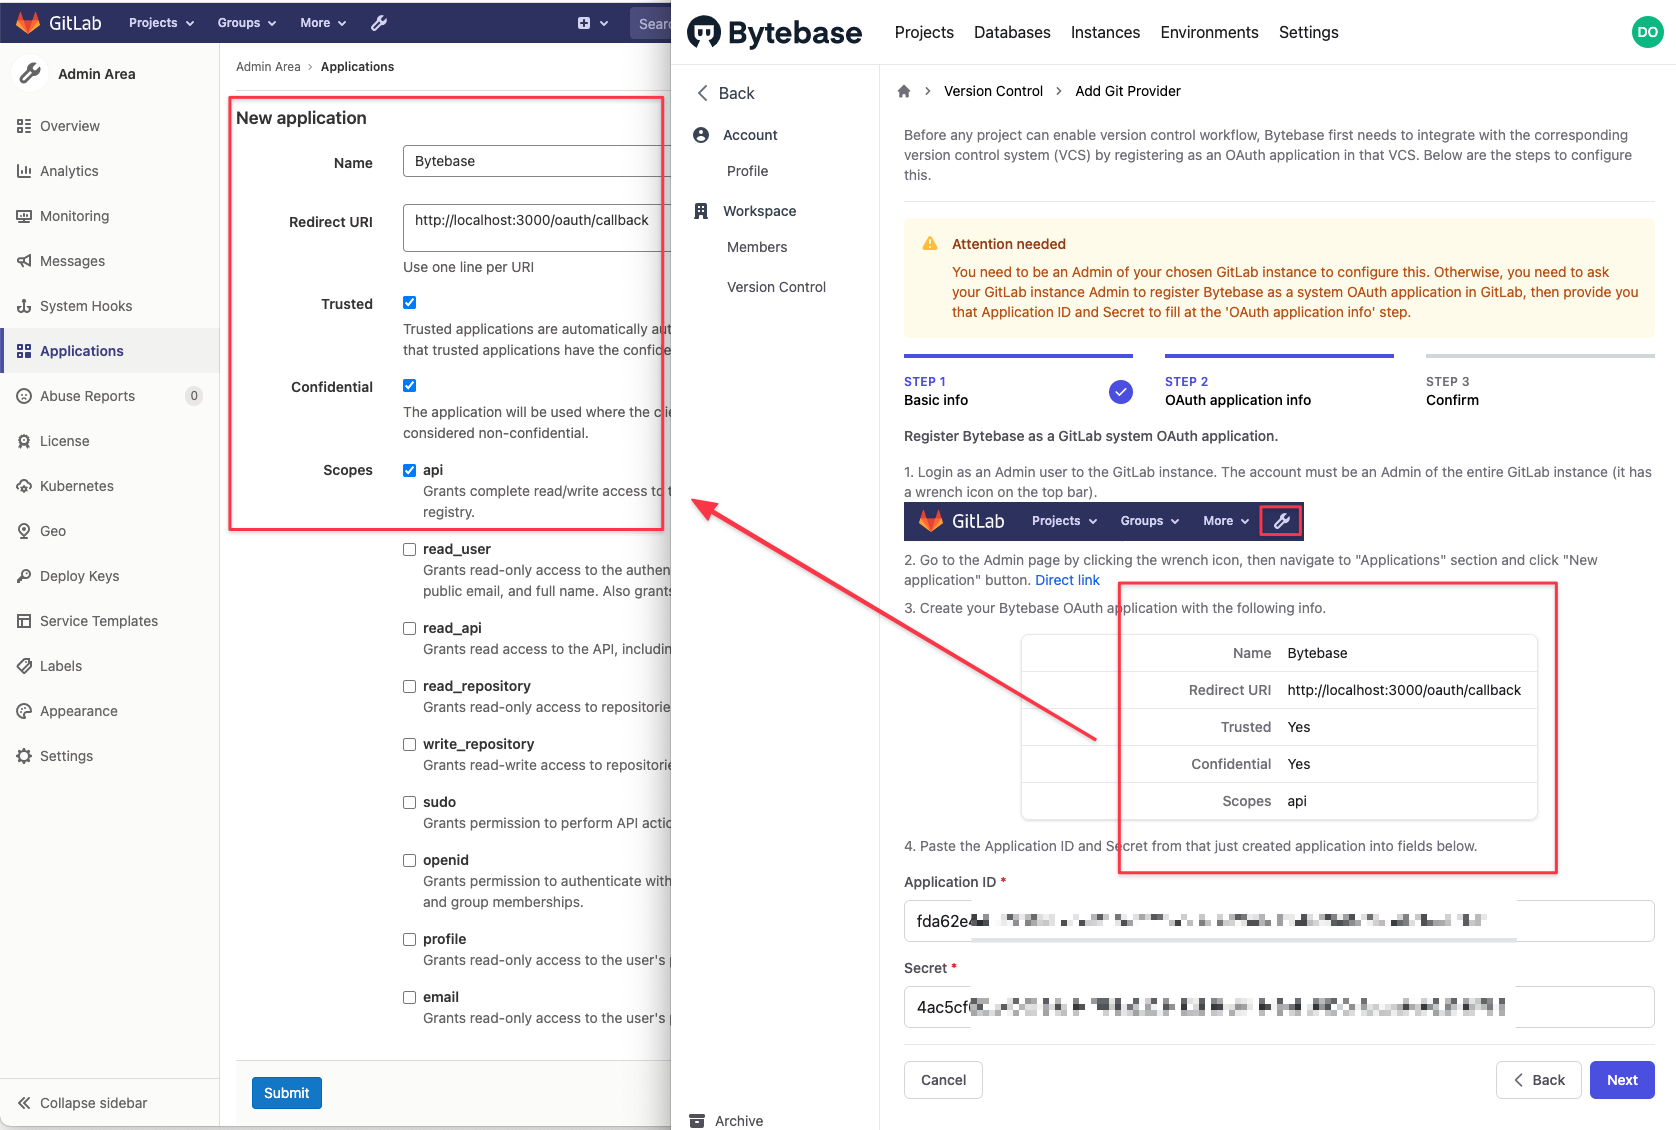 GitLab Projects Groups More
Admin Area
Overview
Analytics
Monitoring
Messages
System Hooks
Applications
Abuse Reports 0
License
Kubernetes
Geo
Deploy Keys
Service Templates
Labels
Appearance
Settings
Collapse sidebar
Admin Area › Applications
New application
Name Bytebase
Redirect URI http://localhost:3000/oauth/callback
Use one line per URI
Trusted
Trusted applications are automatically
that trusted applications have the
Confidential
The application will be used where the
considered non-confidential.
Scopes api
Grants complete read/write access to
registry.
read_user
Grants read-only access to the
public email, and full name. Also
read_api
Grants read access to the API,
read_repository
Grants read-only access to
write_repository
Grants read-write access to
sudo
Grants permission to perform API
openid
Grants permission to authenticate with
and group memberships.
profile
Grants read-only access to the user's
email
Grants read-only access to the user's
Submit
Bytebase Projects Databases Instances Environments Settings DO
Back
Account
Profile
Workspace
Members
Version Control
Archive
Version Control > Add Git Provider
Before any project can enable version control workflow, Bytebase first needs to integrate with the corresponding
version control system (VCS) by registering as an OAuth application in that VCS. Below are the steps to configure
this.
Attention needed
You need to be an Admin of your chosen GitLab instance to configure this. Otherwise, you need to ask
your GitLab instance Admin to register Bytebase as a system OAuth application in GitLab, then provide you
that Application ID and Secret to fill at the 'OAuth application info' step.
STEP 1
Basic info
STEP 2
OAuth application info
STEP 3
Confirm
Register Bytebase as a GitLab system OAuth application.
1. Login as an Admin user to the GitLab instance. The account must be an Admin of the entire GitLab instance (it has
a wrench icon on the top bar).
GitLab Projects Groups More
2. Go to the Admin page by clicking the wrench icon, then navigate to "Applications" section and click "New
application" button. Direct link
3. Create your Bytebase OAuth application with the following info.
Name Bytebase
Redirect URI http://localhost:3000/oauth/callback
Trusted Yes
Confidential Yes
Scopes api
4. Paste the Application ID and Secret from that just created application into fields below.
Application ID *
fda62e
Secret *
4ac5cf
Cancel
Back
Next